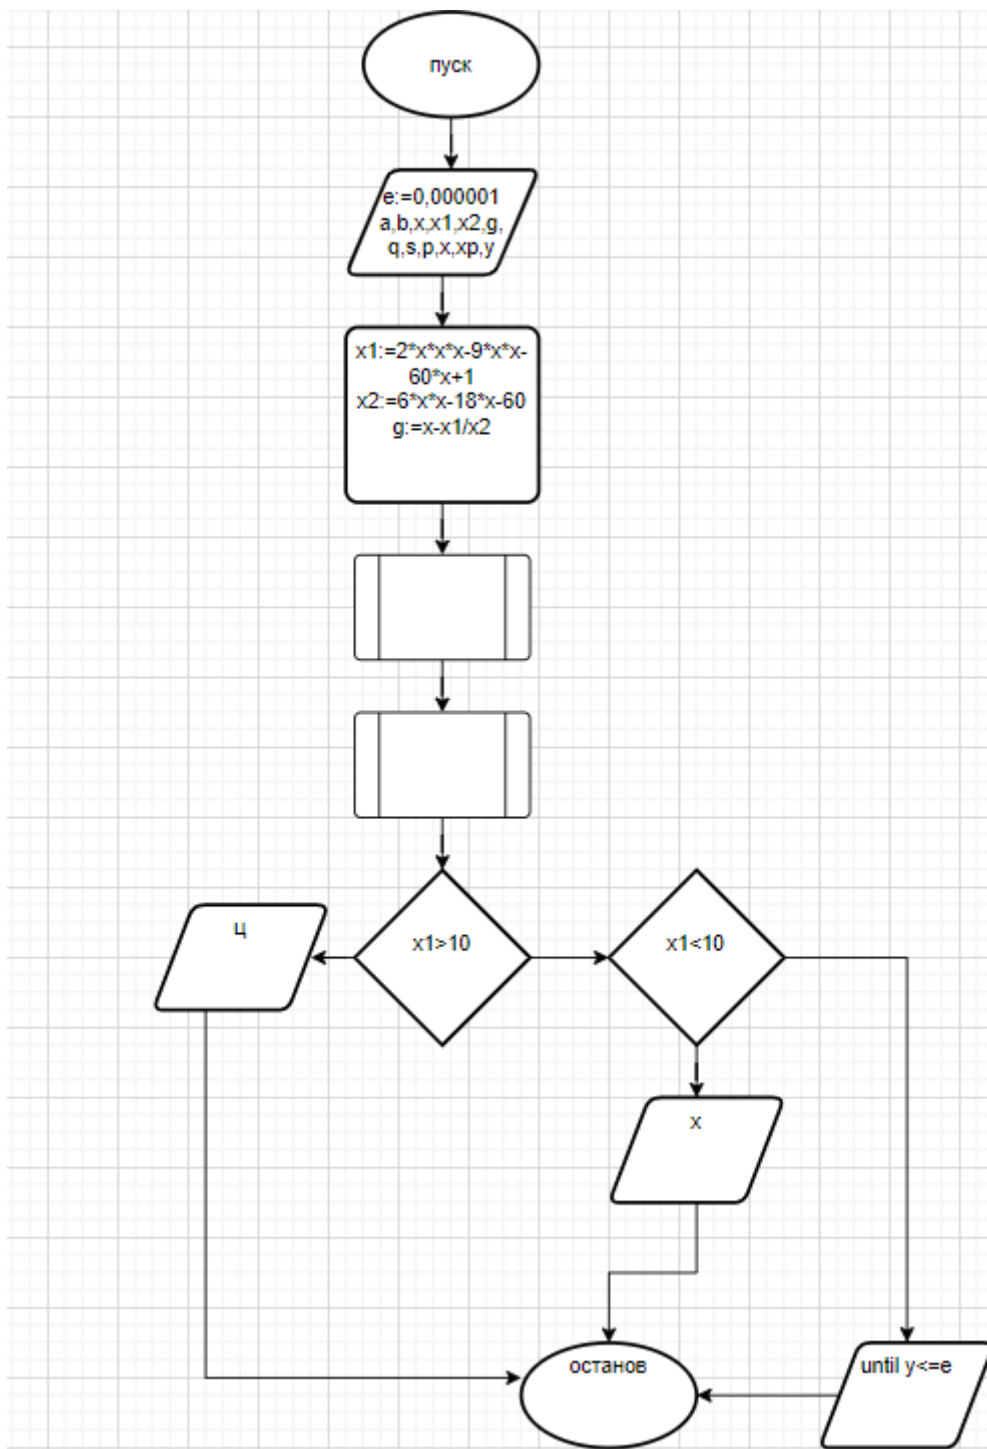 пуск
e:=0,000001
a,b,x,x1,x2,g,
q,s,p,x,xp,y
x1:=2*x*x*x-9*x*x-
60*x+1
x2:=6*x*x-18*x-60
g:=x-x1/x2
ц
x1>10
x1<10
x
останов
until y<=e